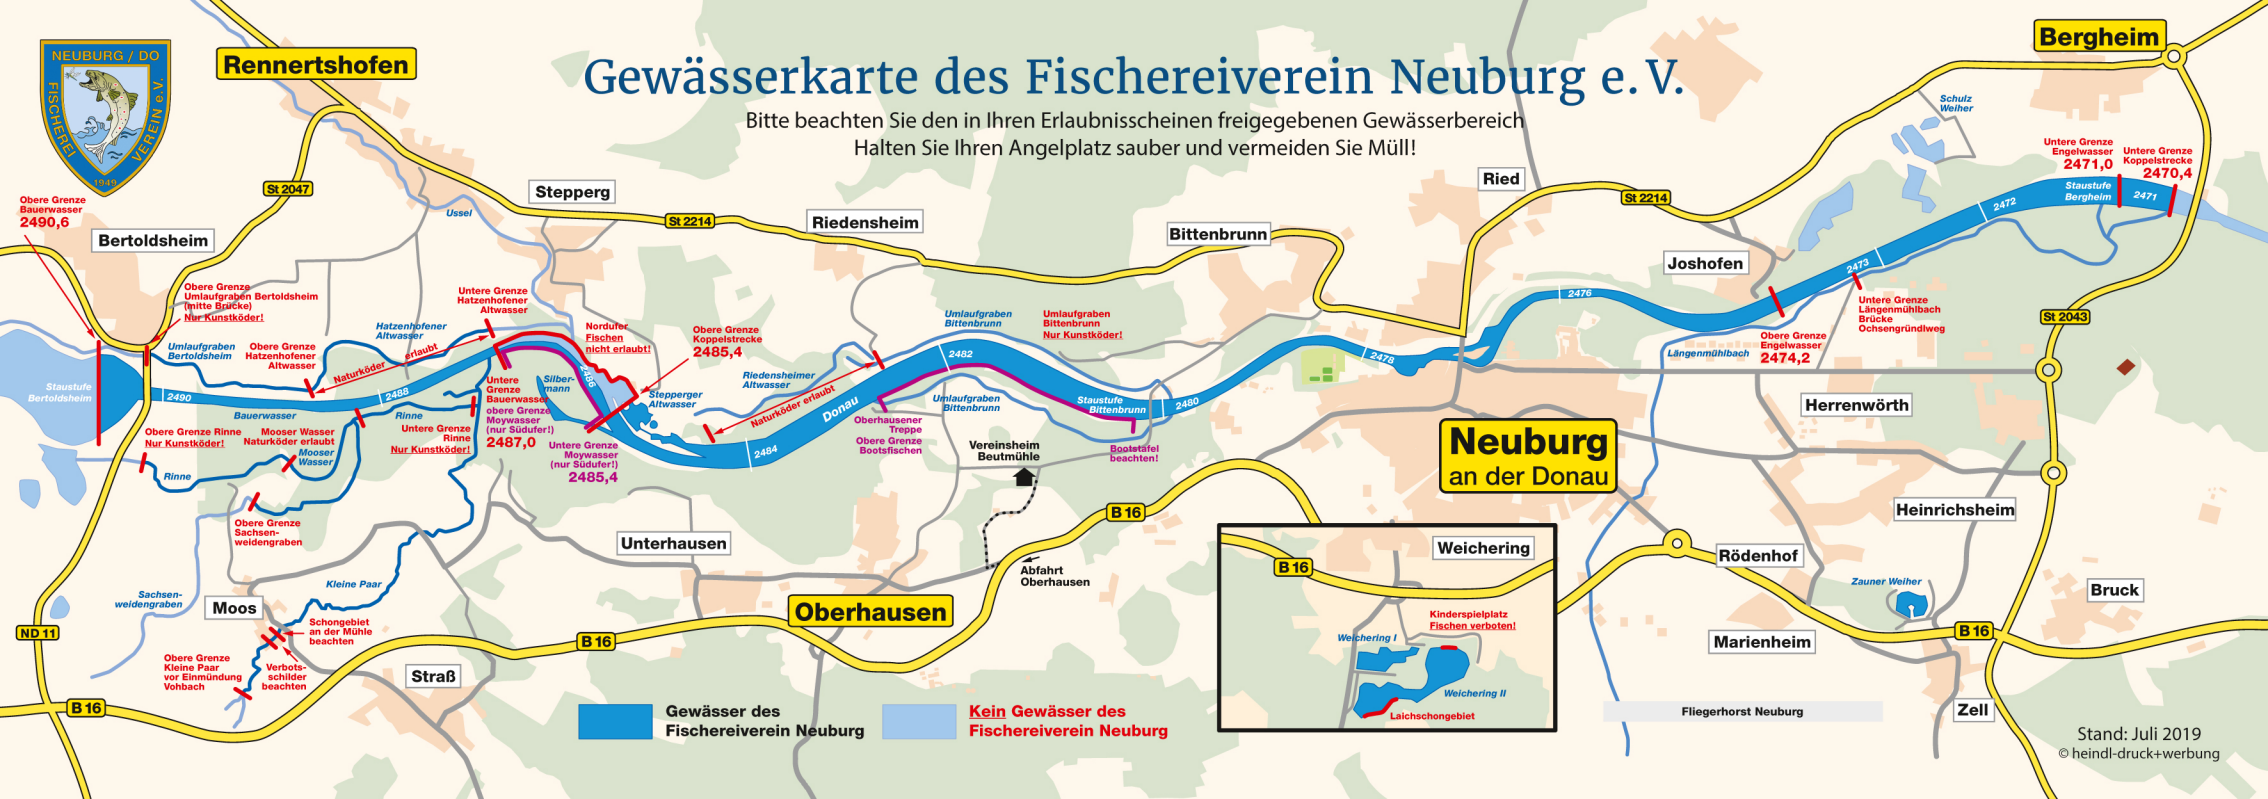 NEUBURG / DO
FISCHEREI
VEREIN e.V.
1949
Gewässerkarte des Fischereiverein Neuburg e. V.
Bitte beachten Sie den in Ihren Erlaubnisscheinen freigegebenen Gewässerbereich
Halten Sie Ihren Angelplatz sauber und vermeiden Sie Müll!
Rennertshofen
Bergheim
Schulz
Weiher
Untere Grenze
Engelwasser
2471,0
Untere Grenze
Koppelstrecke
2470,4
St 2047
Stepperg
Ried
St 2214
Staustufe
Bergheim
2471
2472
Obere Grenze
Bauerwasser
2490,6
Ussel
St 2214
Riedensheim
Bittenbrunn
Bertoldsheim
Joshofen
2473
Obere Grenze
Umlaufgraben Bertoldsheim
(mitte Brücke)
Nur Kunstköder!
Untere Grenze
Hatzenhofener
Altwasser
2476
Untere Grenze
Längenmühlbach
Brücke
Ochsengründlweg
St 2043
Hatzenhofener
Altwasser
Nordufer
Fischen
nicht erlaubt!
Obere Grenze
Koppelstrecke
2485,4
Umlaufgraben
Bittenbrunn
Umlaufgraben
Bittenbrunn
Nur Kunstköder!
Obere Grenze
Engelwasser
2474,2
Längenmühlbach
Umlaufgraben
Bertoldsheim
Obere Grenze
Hatzenhofener
Altwasser
Naturköder erlaubt
2482
2478
Staustufe
Bertoldsheim
2490
2488
Untere
Grenze
Bauerwasser
obere Grenze
Moywasser
(nur Südufer!)
2487,0
Silber-
mann
2486
Stepperger
Altwasser
Riedensheimer
Altwasser
Naturköder erlaubt
Donau
Umlaufgraben
Bittenbrunn
Staustufe
Bittenbrunn
2480
Herrenwörth
Bauerwasser
Rinne
Untere Grenze
Rinne
Nur Kunstköder!
Obere Grenze Rinne
Nur Kunstköder!
Mooser Wasser
Naturköder erlaubt
Mooser
Wasser
Rinne
Untere Grenze
Moywasser
(nur Südufer!)
2485,4
2484
Oberhausener
Treppe
Obere Grenze
Bootsfischen
Vereinsheim
Beutmühle
Bootstafel
beachten!
Neuburg
an der Donau
B 16
Heinrichsheim
Obere Grenze
Sachsen-
weidengraben
Unterhausen
Abfahrt
Oberhausen
B 16
Weichering
Rödenhof
Kleine Paar
Sachsen-
weidengraben
Moos
Oberhausen
Zauner Weiher
Bruck
ND 11
Schongebiet
an der Mühle
beachten
B 16
Kinderspielplatz
Fischen verboten!
Weichering I
Marienheim
B 16
Obere Grenze
Kleine Paar
vor Einmündung
Vohbach
Verbots-
schilder
beachten
Straß
Weichering II
Laichschongebiet
B 16
Gewässer des
Fischereiverein Neuburg
Kein Gewässer des
Fischereiverein Neuburg
Fliegerhorst Neuburg
Zell
Stand: Juli 2019
© heindl-druck+werbung